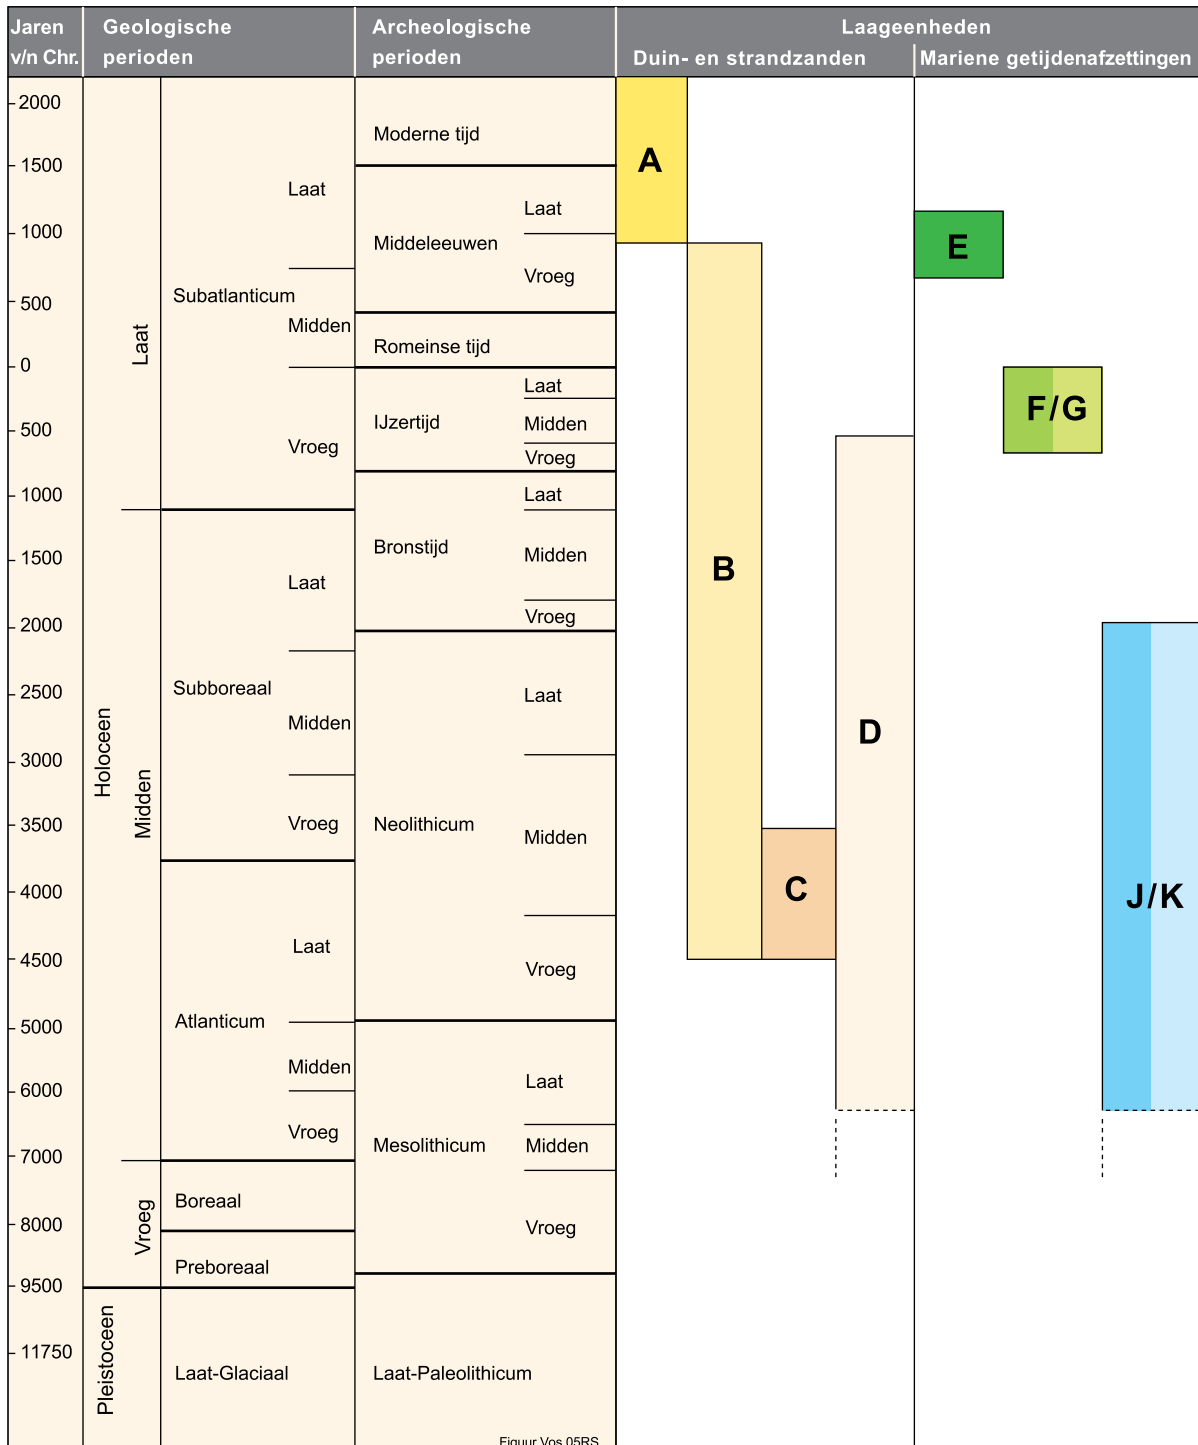 Jaren
v/n Chr.
Geologische
perioden
Archeologische
perioden
Laageenheden
Duin- en strandzanden
Mariene getijdenafzettingen
2000
1500
1000
500
0
500
1000
1500
2000
2500
3000
3500
4000
4500
5000
6000
7000
8000
9500
11750
Holoceen
Pleistoceen
Laat
Midden
Vroeg
Subatlanticum
Laat
Midden
Vroeg
Subboreaal
Laat
Midden
Vroeg
Atlanticum
Laat
Midden
Vroeg
Boreaal
Preboreaal
Laat-Glaciaal
Moderne tijd
Middeleeuwen
Laat
Vroeg
Romeinse tijd
IJzertijd
Laat
Midden
Vroeg
Bronstijd
Laat
Midden
Vroeg
Neolithicum
Laat
Midden
Vroeg
Mesolithicum
Laat
Midden
Vroeg
Laat-Paleolithicum
Figuur Vos 05RS
A
B
C
D
E
F/G
J/K